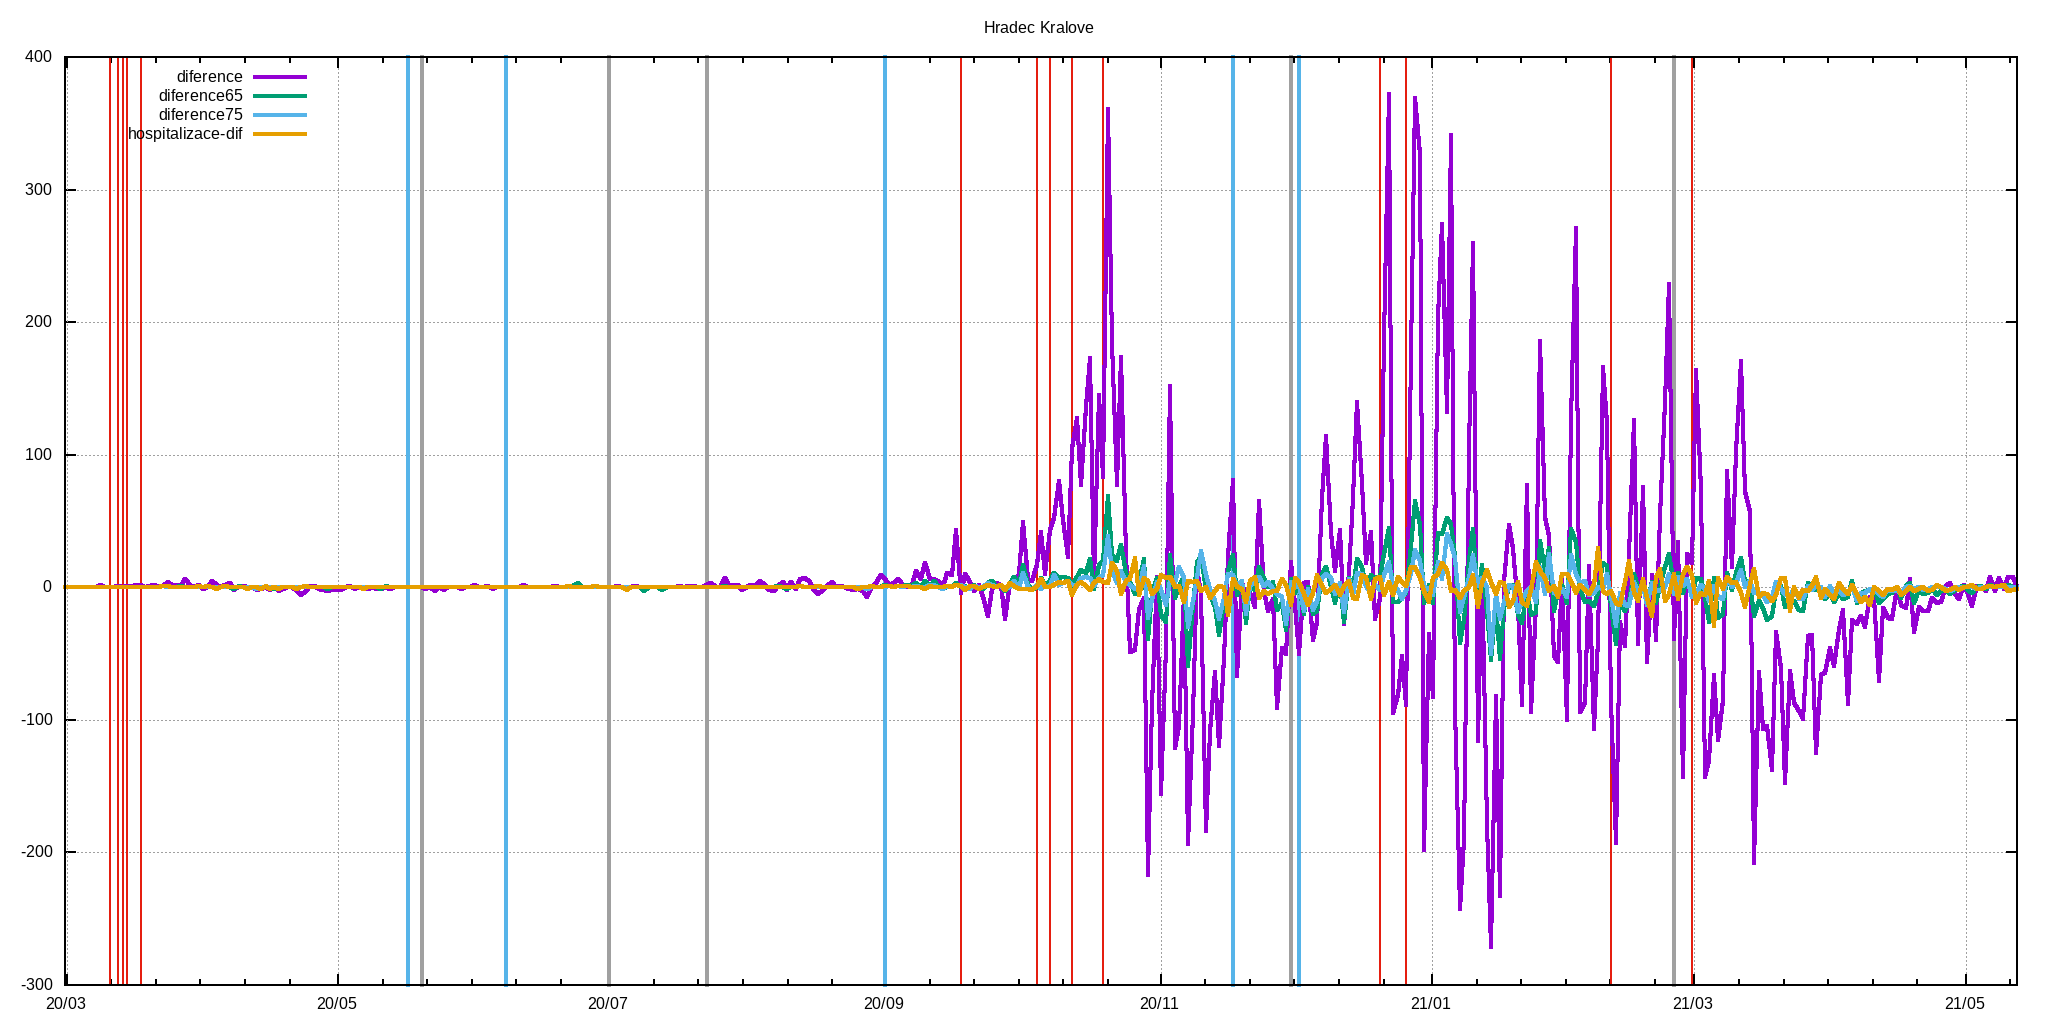 Hradec Kralove
400
300
200
100
0
-100
-200
-300
diference
diference65
diference75
hospitalizace-dif
20/03 20/05 20/07 20/09 20/11 21/01 21/03 21/05